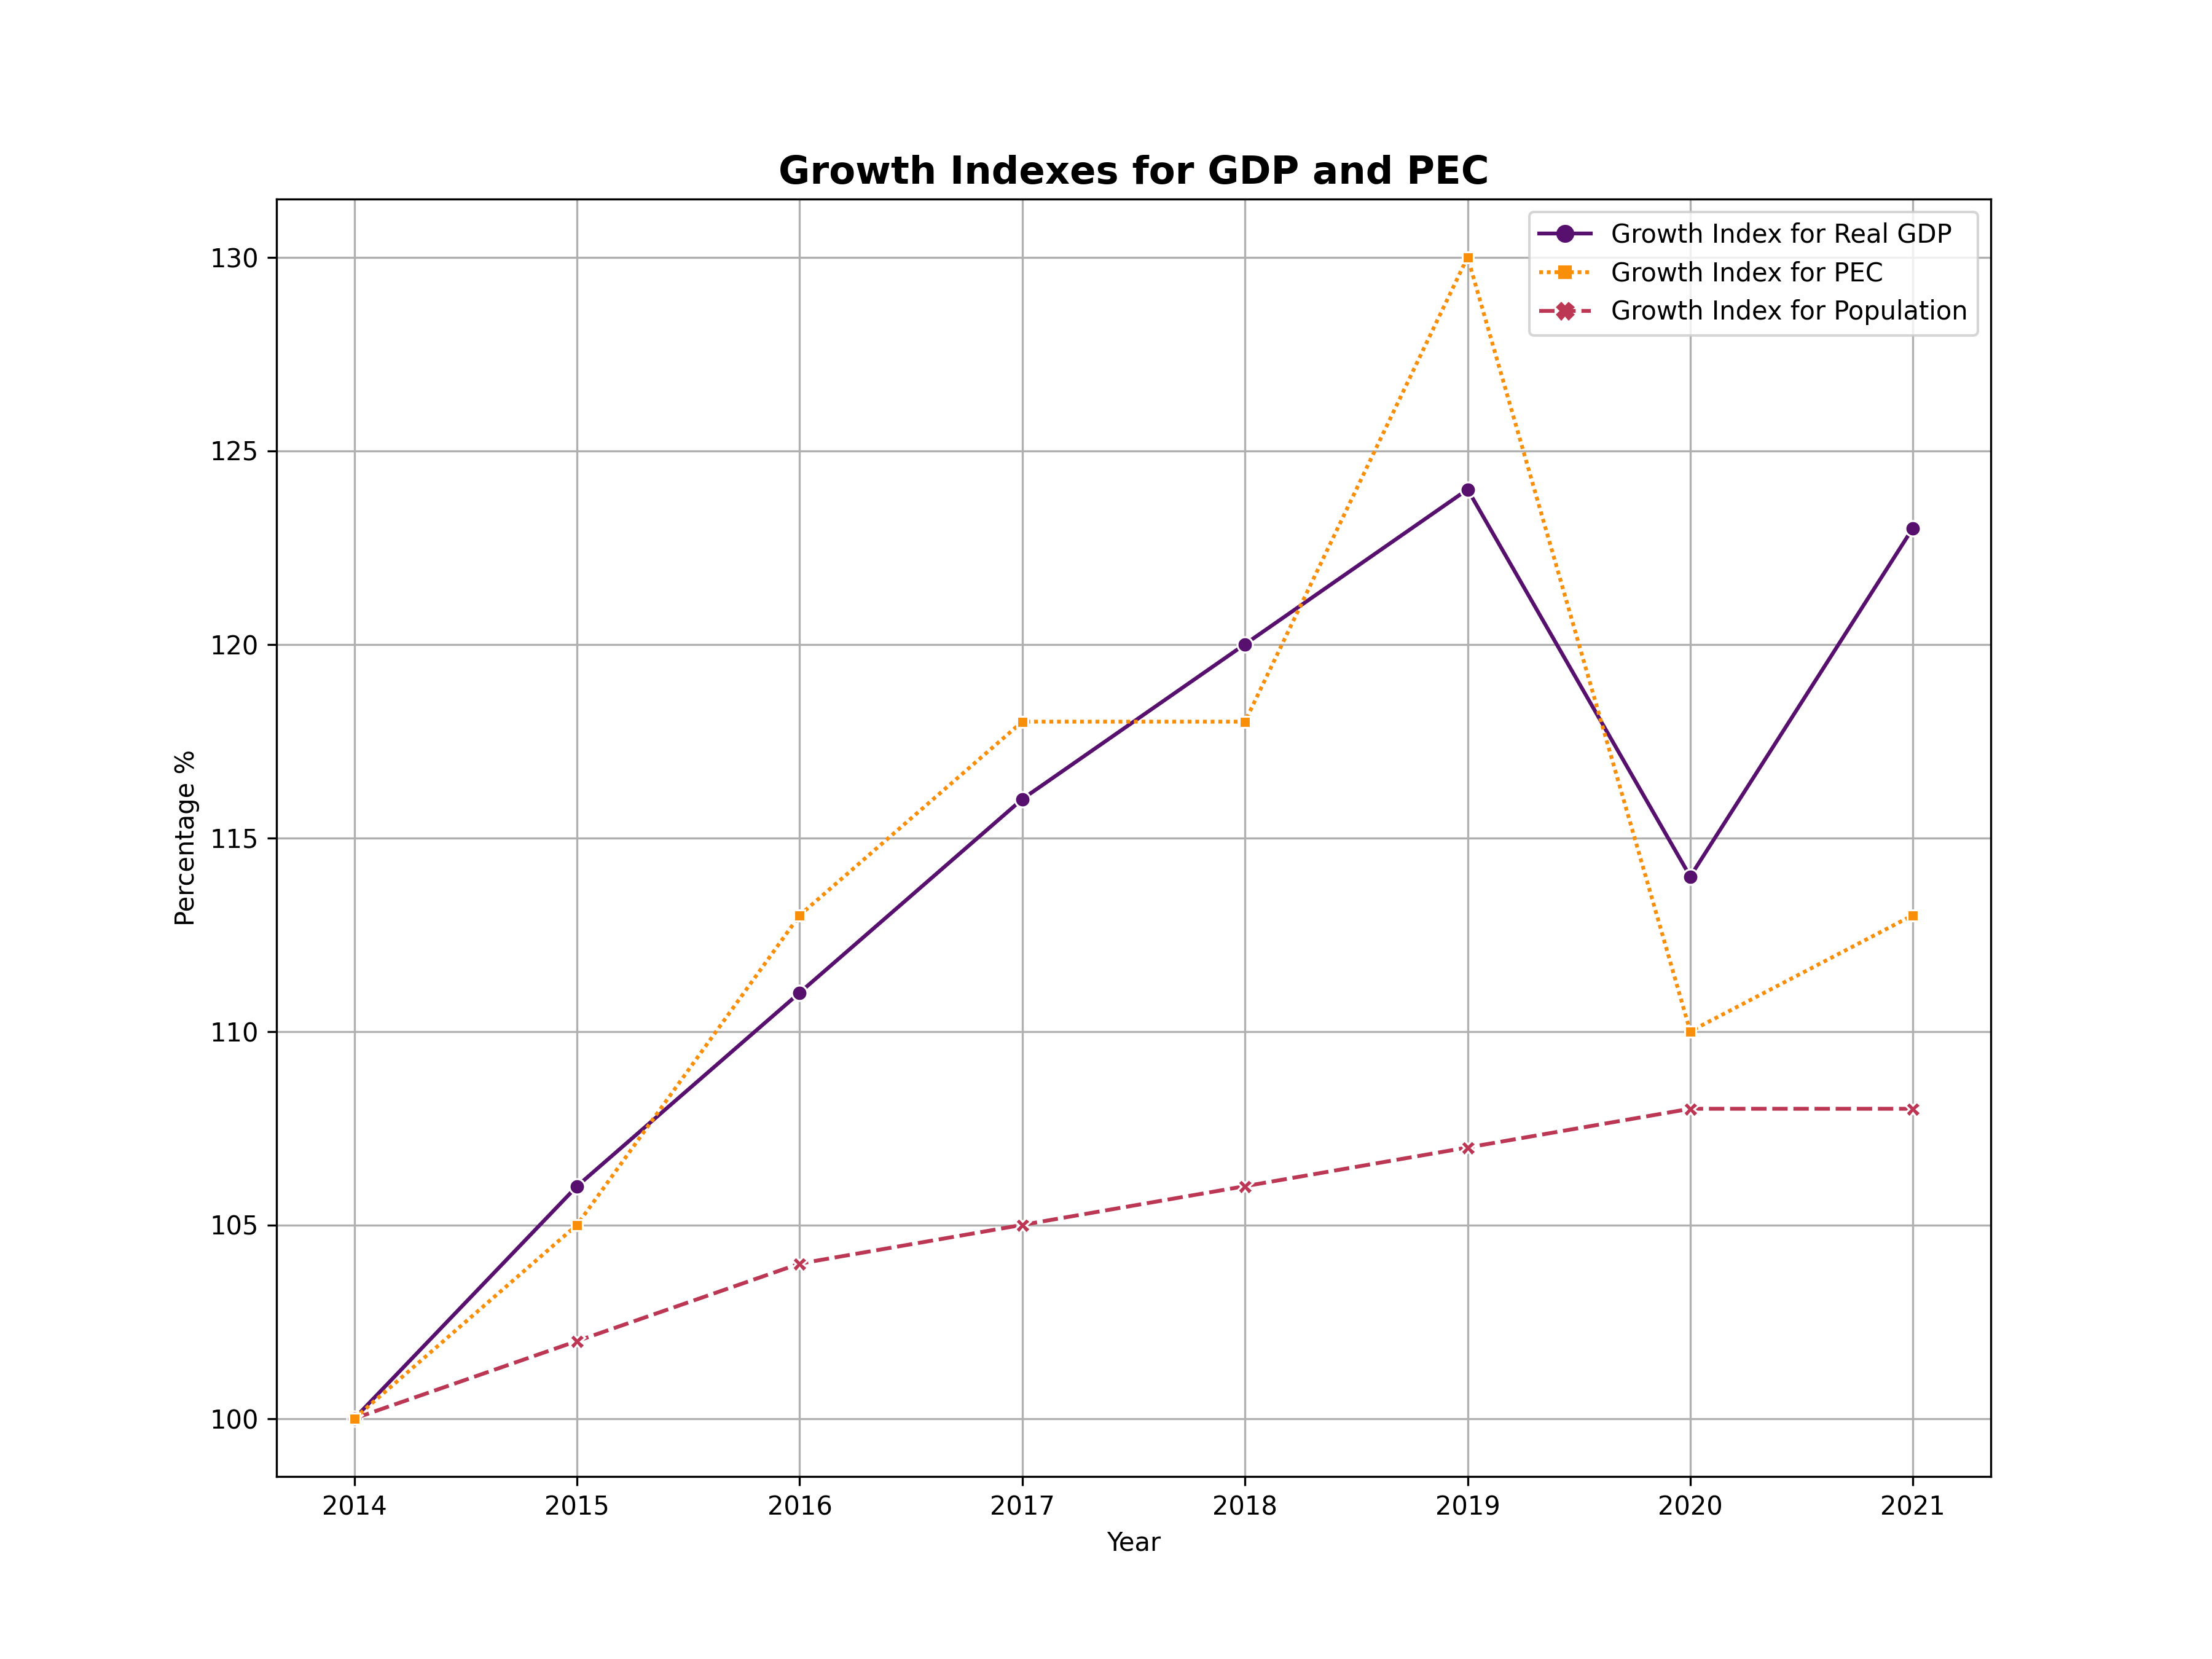 Growth Indexes for GDP and PEC
Growth Index for Real GDP
Growth Index for PEC
Growth Index for Population
130
125
120
115
110
105
100
Percentage %
2014 2015 2016 2017 2018 2019 2020 2021
Year